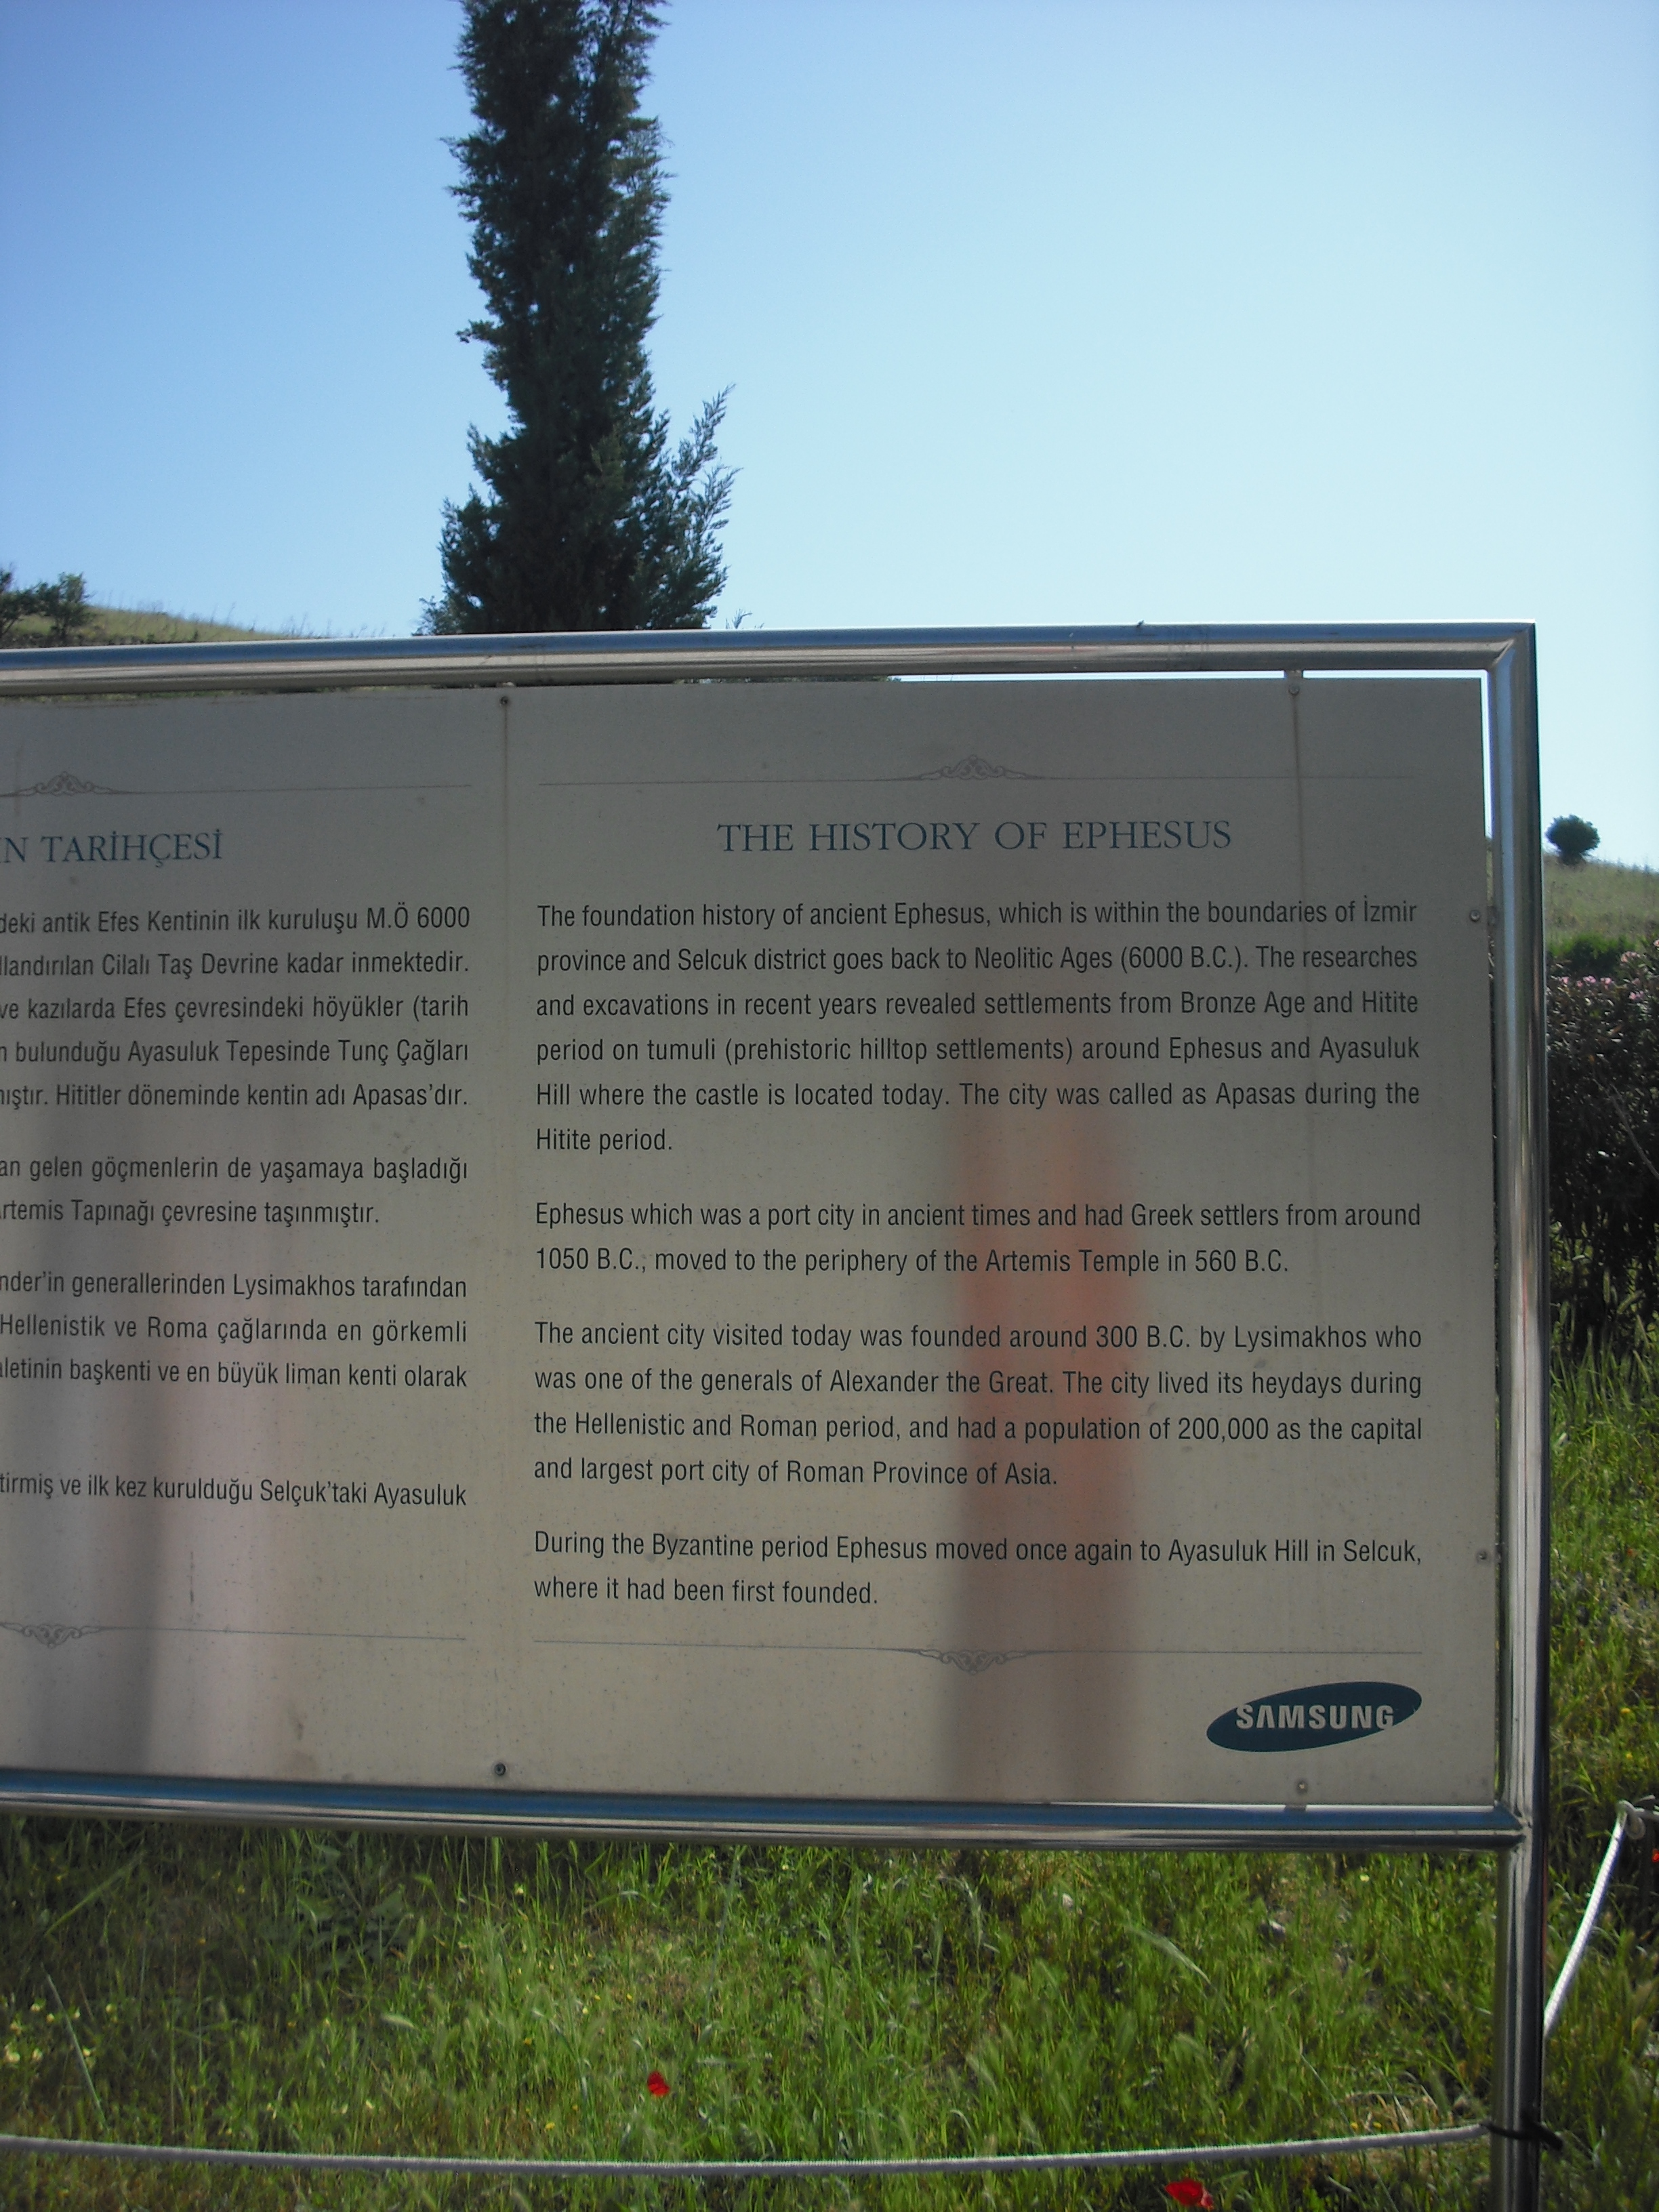 N TARİHÇESİ
deki antik Efes Kentinin ilk kuruluşu M.Ö 6000
llandırılan Cilalı Taş Devrine kadar inmektedir.
ve kazılarda Efes çevresindeki höyükler (tarih
n bulunduğu Ayasuluk Tepesinde Tunç Çağları
mıştır. Hititler döneminde kentin adı Apasas'dır.
an gelen göçmenlerin de yaşamaya başladığı
Artemis Tapınağı çevresine taşınmıştır.
nder'in generallerinden Lysimakhos tarafından
Hellenistik ve Roma çağlarında en görkemli
aletinin başkenti ve en büyük liman kenti olarak
tirmiş ve ilk kez kurulduğu Selçuk'taki Ayasuluk
THE HISTORY OF EPHESUS
The foundation history of ancient Ephesus, which is within the boundaries of İzmir
province and Selcuk district goes back to Neolitic Ages (6000 B.C.). The researches
and excavations in recent years revealed settlements from Bronze Age and Hitite
period on tumuli (prehistoric hilltop settlements) around Ephesus and Ayasuluk
Hill where the castle is located today. The city was called as Apasas during the
Hitite period.
Ephesus which was a port city in ancient times and had Greek settlers from around
1050 B.C., moved to the periphery of the Artemis Temple in 560 B.C.
The ancient city visited today was founded around 300 B.C. by Lysimakhos who
was one of the generals of Alexander the Great. The city lived its heydays during
the Hellenistic and Roman period, and had a population of 200,000 as the capital
and largest port city of Roman Province of Asia.
During the Byzantine period Ephesus moved once again to Ayasuluk Hill in Selcuk,
where it had been first founded.
SAMSUNG